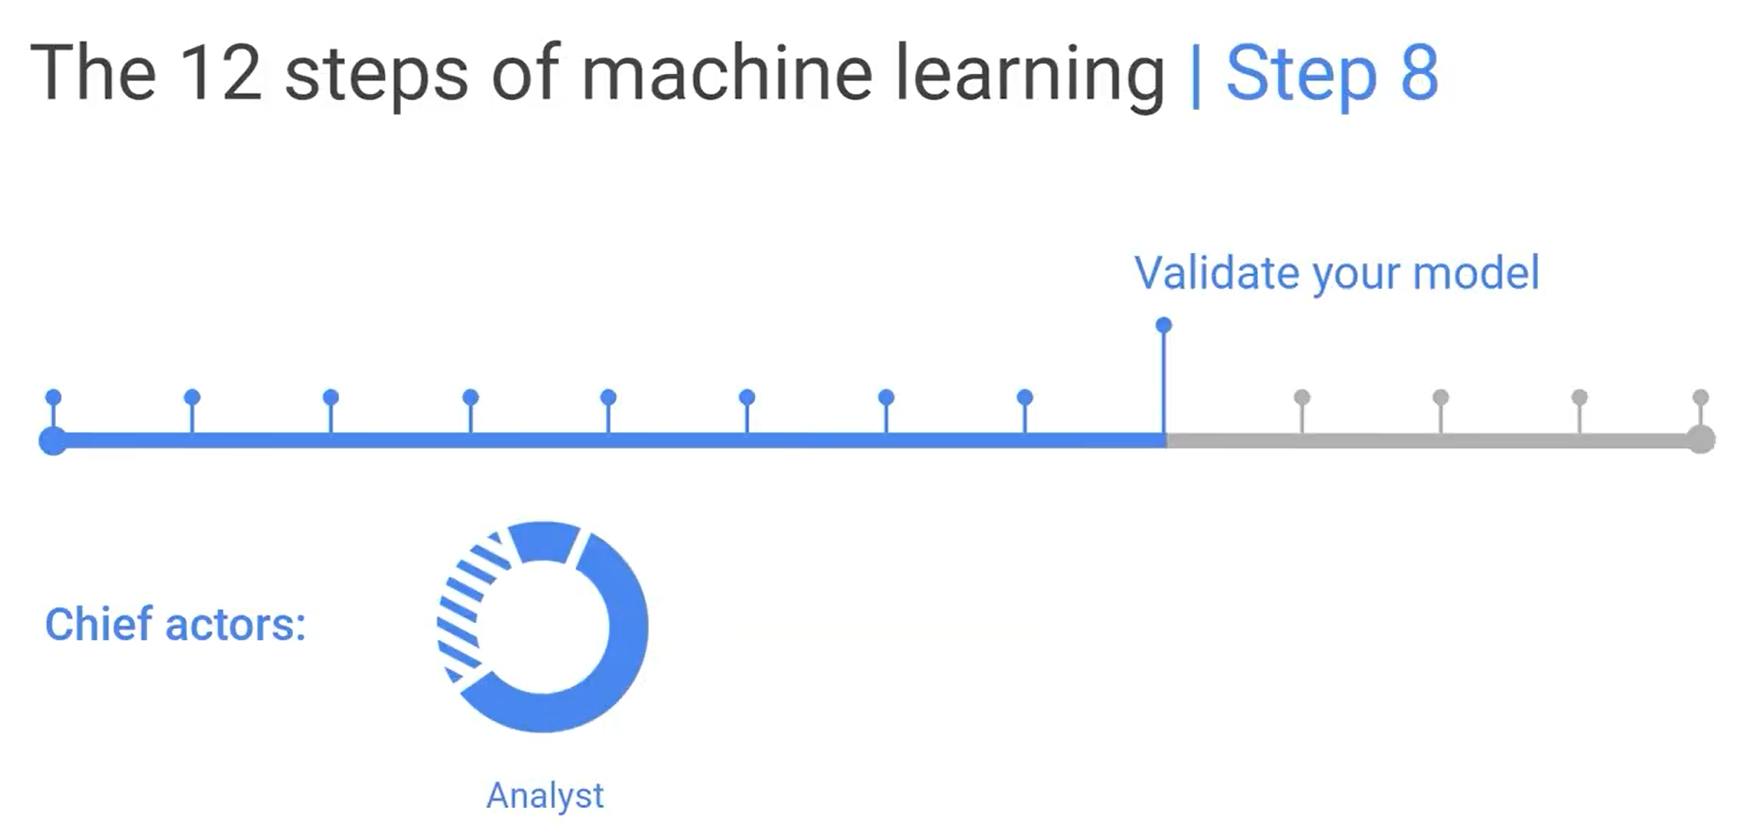 The 12 steps of machine learning | Step 8
Validate your model
Chief actors:
Analyst